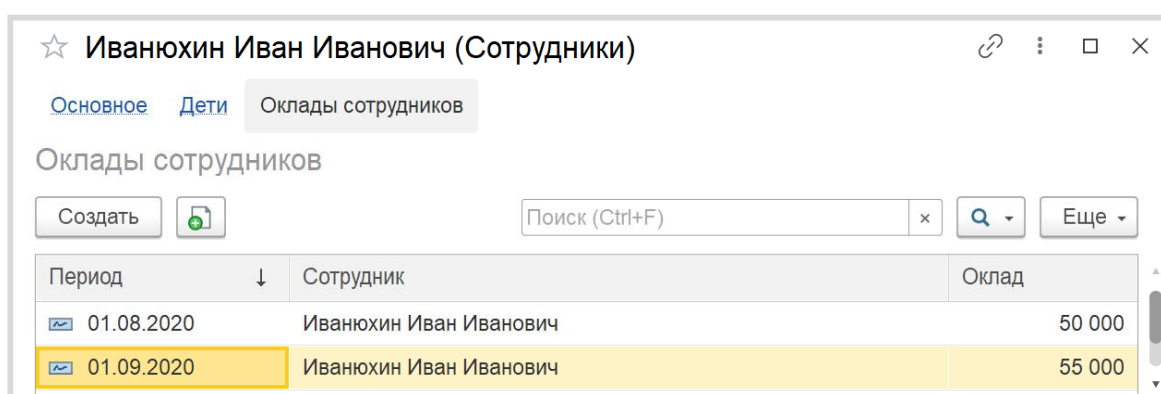 Иванюхин Иван Иванович (Сотрудники)
Основное Дети Оклады сотрудников
Оклады сотрудников
Создать Поиск (Ctrl+F) × Еще
Период ↓ Сотрудник Оклад
01.08.2020 Иванюхин Иван Иванович 50 000
01.09.2020 Иванюхин Иван Иванович 55 000